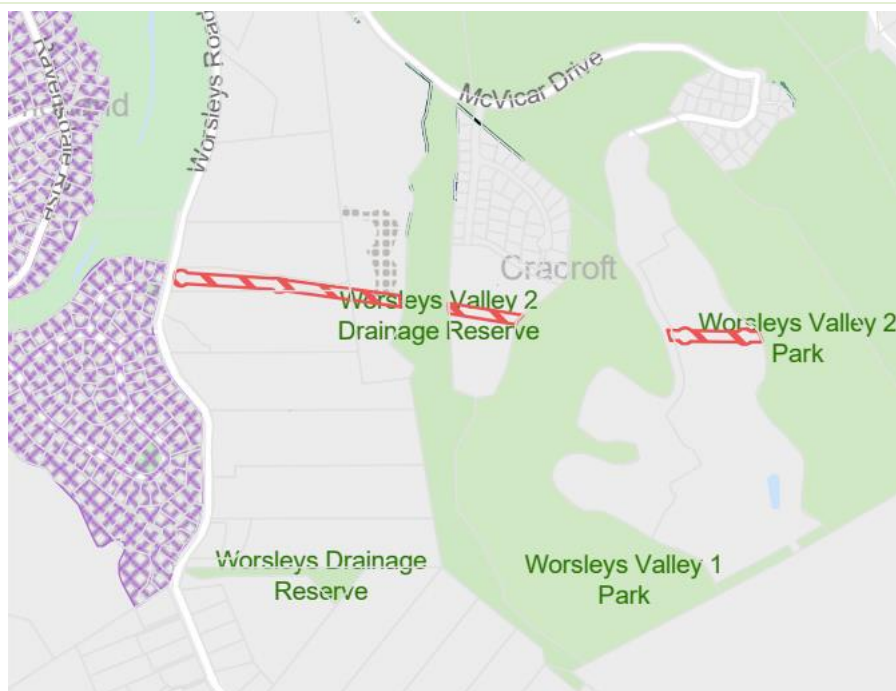 Ravensdale Rise
Worsleys Road
McVicar Drive
Cracroft
Worsleys Valley 2
Drainage Reserve
Worsleys Valley 2
Park
Worsleys Drainage
Reserve
Worsleys Valley 1
Park